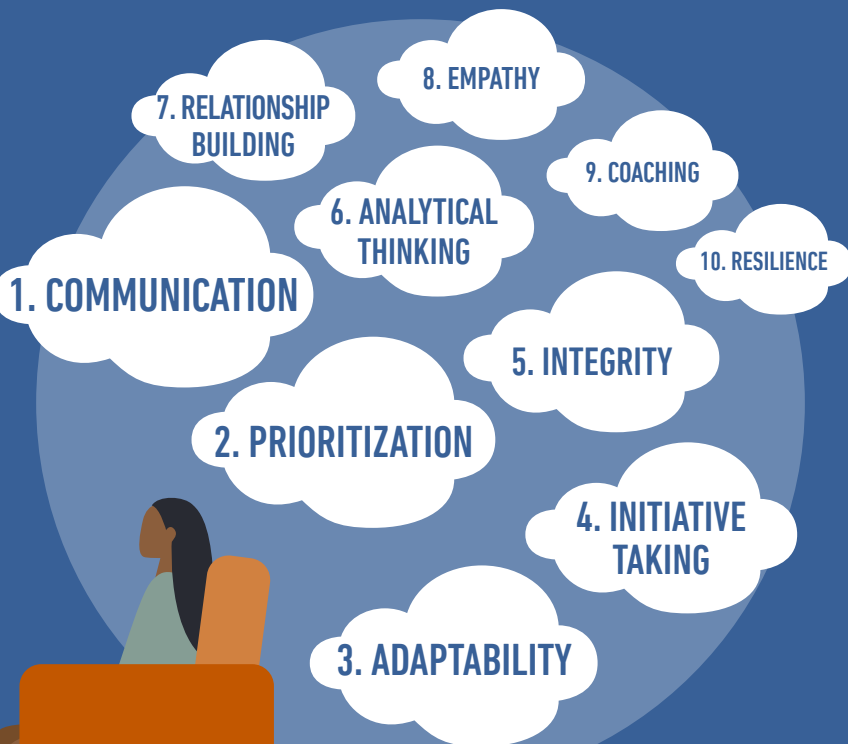 1. COMMUNICATION
2. PRIORITIZATION
3. ADAPTABILITY
4. INITIATIVE
TAKING
5. INTEGRITY
6. ANALYTICAL
THINKING
7. RELATIONSHIP
BUILDING
8. EMPATHY
9. COACHING
10. RESILIENCE